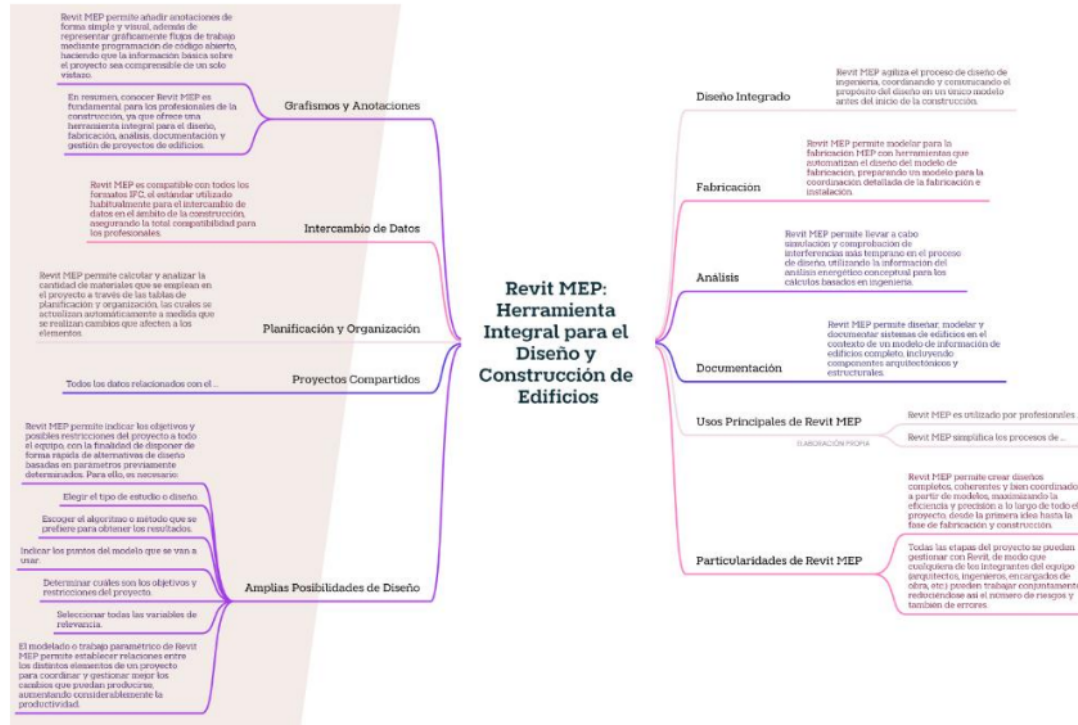 Revit MEP permite añadir anotaciones de
forma simple y visual, además de
representar gráficamente flujos de trabajo
mediante programación de código abierto,
haciendo que la información básica sobre
el proyecto sea comprensible de un solo
vistazo.
En resumen, conocer Revit MEP es
fundamental para los profesionales de la
construcción, ya que ofrece una
herramienta integral para el diseño,
fabricación, análisis, documentación y
gestión de proyectos de edificios.
Grafismos y Anotaciones
Revit MEP es compatible con todos los
formatos IFC, el estándar utilizado
habitualmente para el intercambio de
datos en el ámbito de la construcción,
asegurando la total compatibilidad para
los profesionales.
Intercambio de Datos
Revit MEP permite calcular y analizar la
cantidad de materiales que se emplean en
el proyecto a través de las tablas de
planificación y organización, las cuales se
actualizan automáticamente a medida que
se realizan cambios que afecten a los
elementos.
Planificación y Organización
Todos los datos relacionados con el ...
Proyectos Compartidos
Revit MEP permite indicar los objetivos y
posibles restricciones del proyecto a todo
el equipo, con la finalidad de disponer de
forma rápida de alternativas de diseño
basadas en parámetros previamente
determinados. Para ello, es necesario:
Elegir el tipo de estudio o diseño.
Escoger el algoritmo o método que se
prefiere para obtener los resultados.
Indicar los puntos del modelo que se van a
usar.
Determinar cuáles son los objetivos y
restricciones del proyecto.
Seleccionar todas las variables de
relevancia.
El modelado o trabajo paramétrico de Revit
MEP permite establecer relaciones entre
los distintos elementos de un proyecto
para coordinar y gestionar mejor los
cambios que puedan producirse,
aumentando considerablemente la
productividad.
Amplias Posibilidades de Diseño
Revit MEP:
Herramienta
Integral para el
Diseño y
Construcción de
Edificios
Diseño Integrado
Revit MEP agiliza el proceso de diseño de
ingeniería, coordinando y comunicando el
propósito del diseño en un único modelo
antes del inicio de la construcción.
Fabricación
Revit MEP permite modelar para la
fabricación MEP con herramientas que
automatizan el diseño del modelo de
fabricación, preparando un modelo para la
coordinación detallada de la fabricación e
instalación.
Análisis
Revit MEP permite llevar a cabo
simulación y comprobación de
interferencias más temprano en el proceso
de diseño, utilizando la información del
análisis energético conceptual para los
cálculos basados en ingeniería.
Documentación
Revit MEP permite diseñar, modelar y
documentar sistemas de edificios en el
contexto de un modelo de información de
edificios completo, incluyendo
componentes arquitectónicos y
estructurales.
Usos Principales de Revit MEP
ELABORACIÓN PROPIA
Revit MEP es utilizado por profesionales
Revit MEP simplifica los procesos de ...
Particularidades de Revit MEP
Revit MEP permite crear diseños
completos, coherentes y bien coordinado
a partir de modelos, maximizando la
eficiencia y precisión a lo largo de todo el
proyecto, desde la primera idea hasta la
fase de fabricación y construcción.
Todas las etapas del proyecto se pueden
gestionar con Revit, de modo que
cualquiera de los integrantes del equipo
(arquitectos, ingenieros, encargados de
obra, etc.) pueden trabajar conjuntamente
reduciéndose así el número de riesgos y
también de errores.